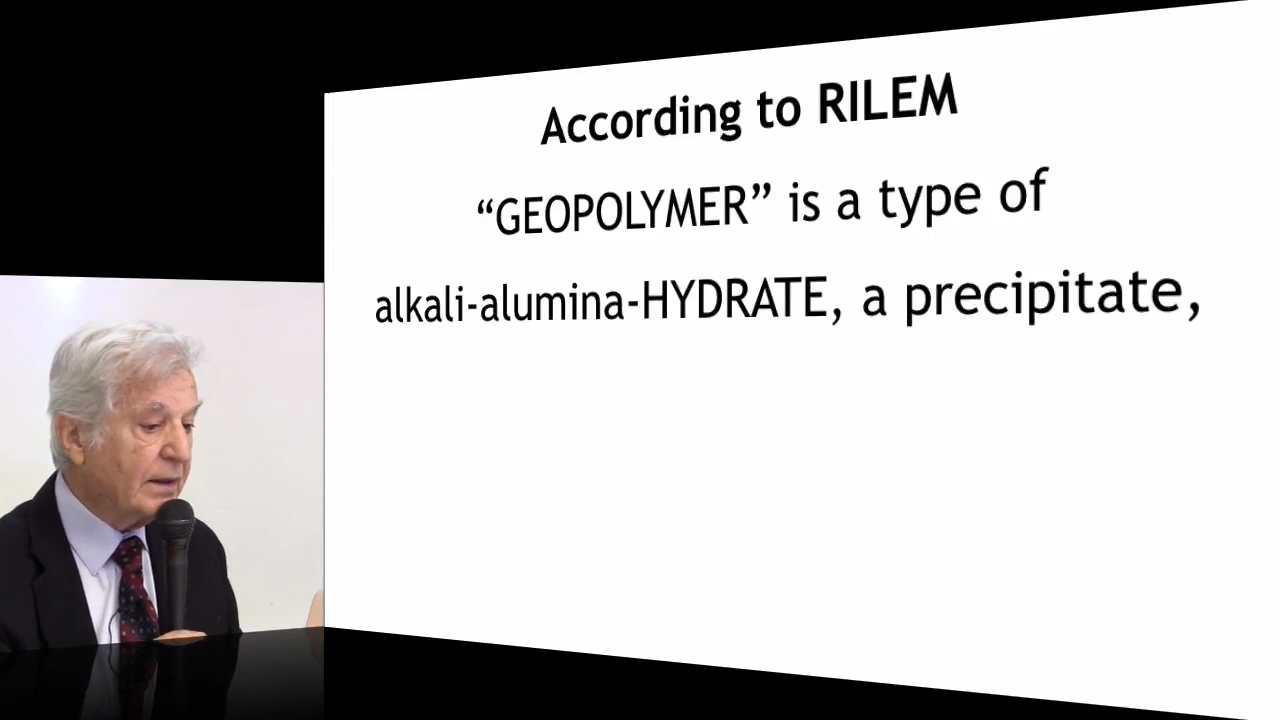 According to RILEM
“GEOPOLYMER” is a type of
alkali-alumina-HYDRATE, a precipitate,